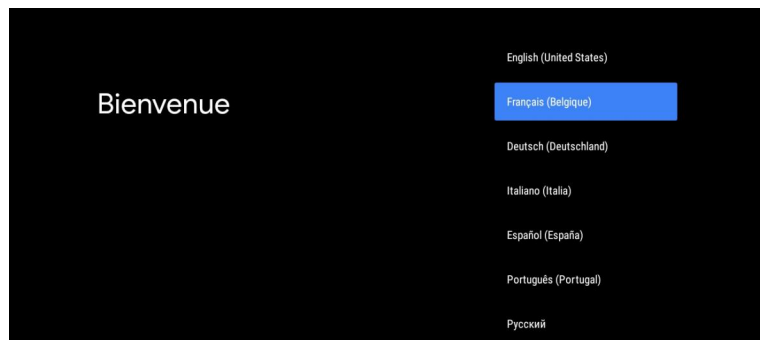 Bienvenue
English (United States)
Français (Belgique)
Deutsch (Deutschland)
Italiano (Italia)
Español (España)
Português (Portugal)
Русский